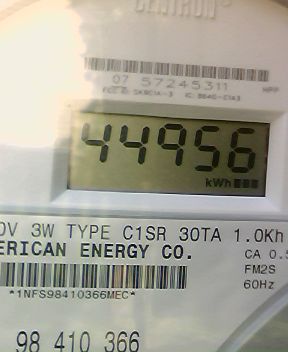 CENTRON®
07 57245311 HPP
44956
kWh
3W TYPE C1SR 30TA 1.0Kh
ERICAN ENERGY CO. CA 0.5
FM2S
*1NFS98410366MEC* 60Hz
98 410 366